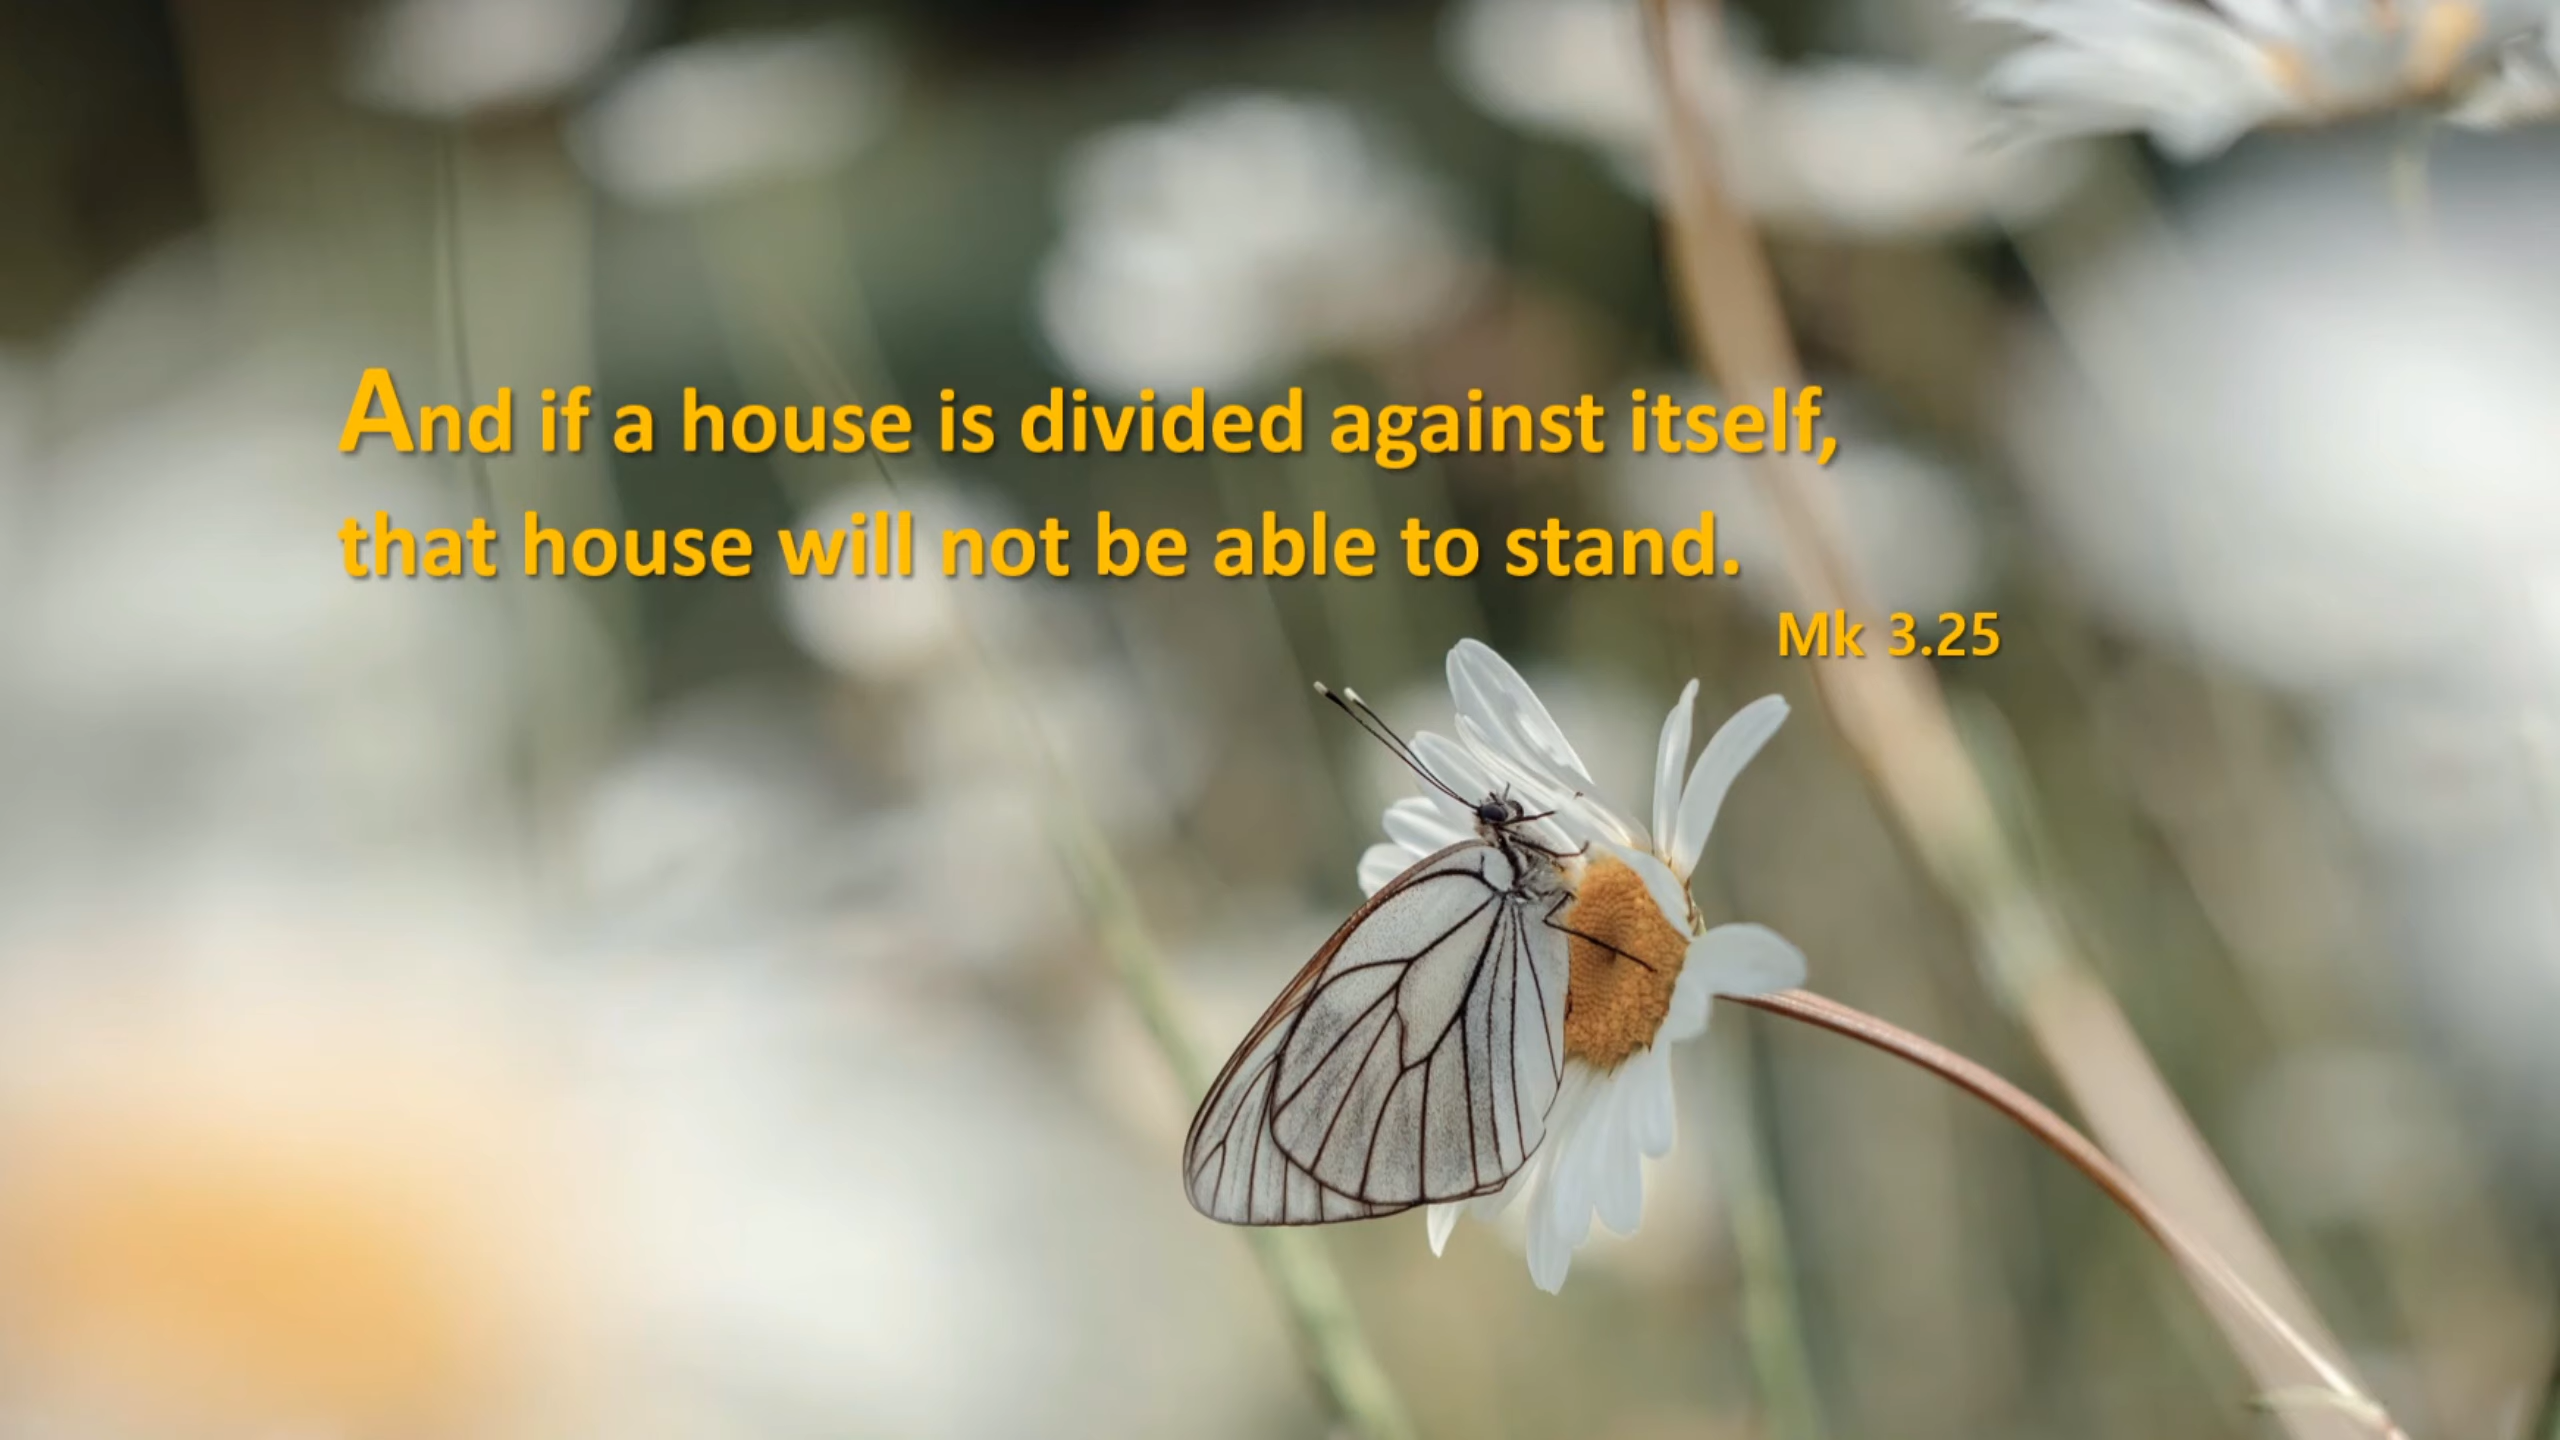 And if a house is divided against itself,
that house will not be able to stand.
Mk 3.25